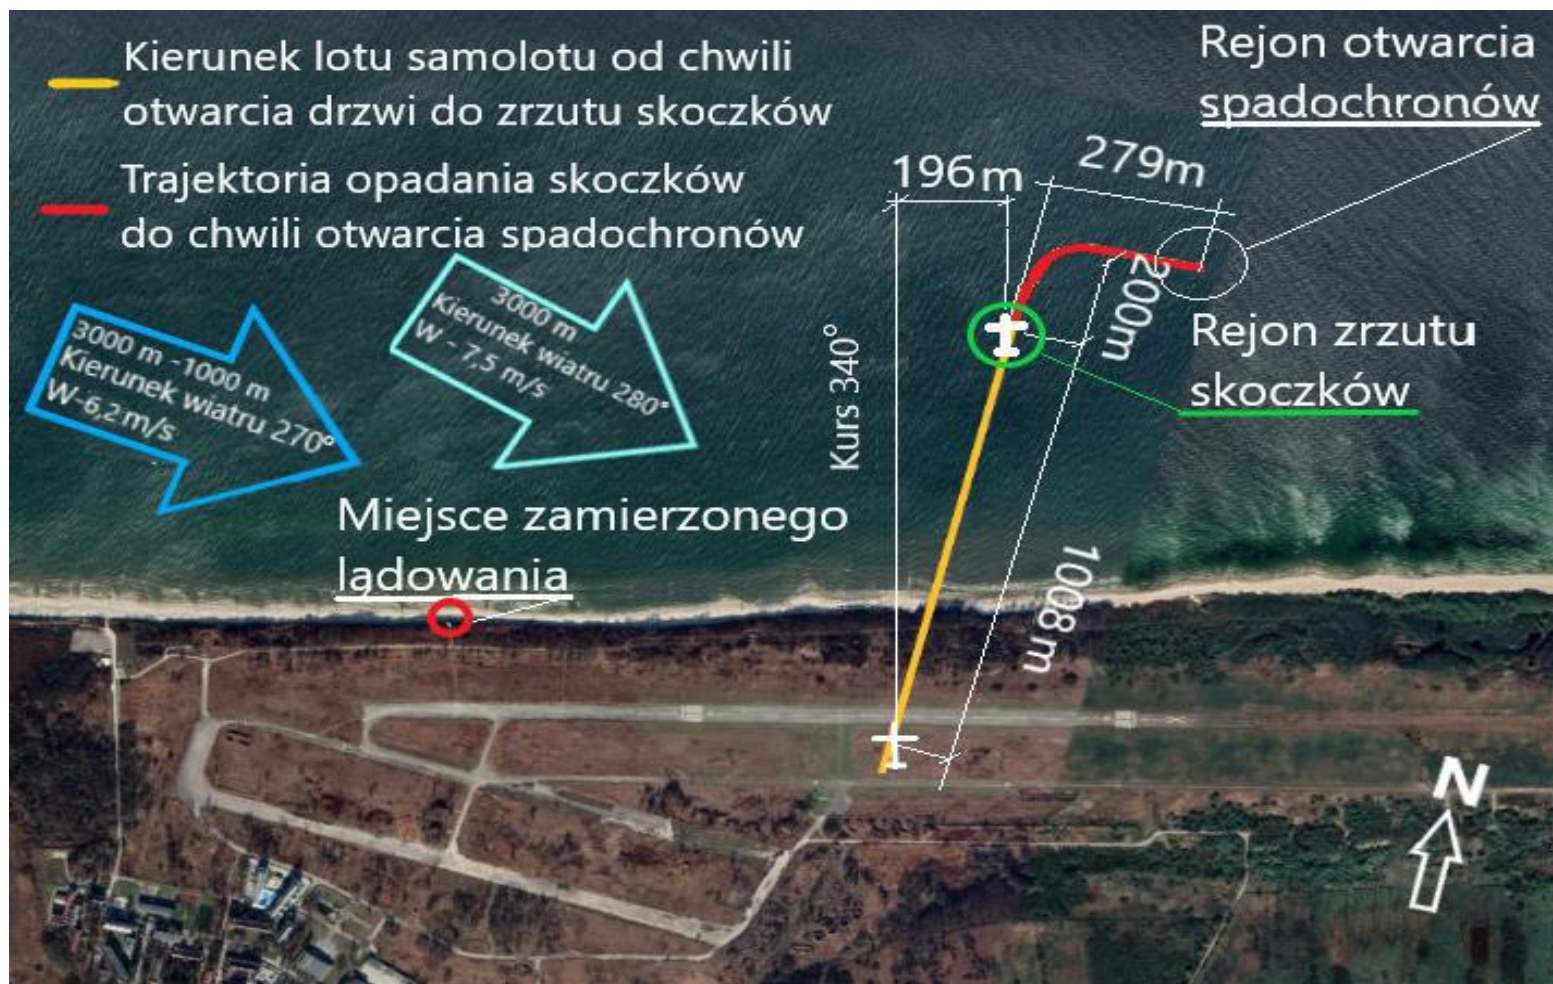 Kierunek lotu samolotu od chwili
otwarcia drzwi do zrzutu skoczków
Trajektoria opadania skoczków
do chwili otwarcia spadochronów
Rejon otwarcia
spadochronów
196m
279m
200m
3000 m
Kierunek wiatru 280°
W - 7,5 m/s
3000 m -1000 m
Kierunek wiatru 270°
W-6,2m/s
Kurs 340°
Rejon zrzutu
skoczków
Miejsce zamierzonego
lądowania
1008m
N